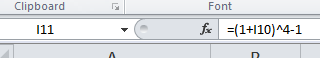 Clipboard Font
I11 fx =(1+I10)^4-1
A B